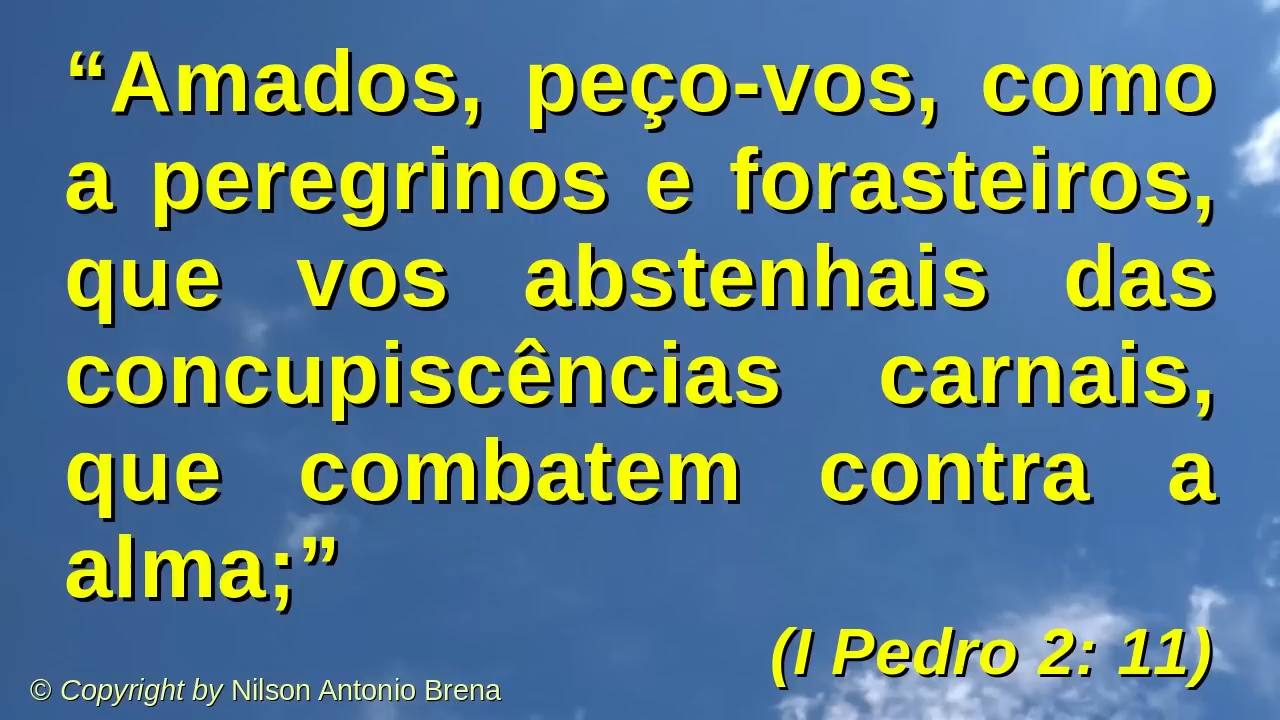 “Amados, peço-vos, como
a peregrinos e forasteiros,
que vos abstenhais das
concupiscências carnais,
que combatem contra a
alma;”
(I Pedro 2: 11)
© Copyright by Nilson Antonio Brena